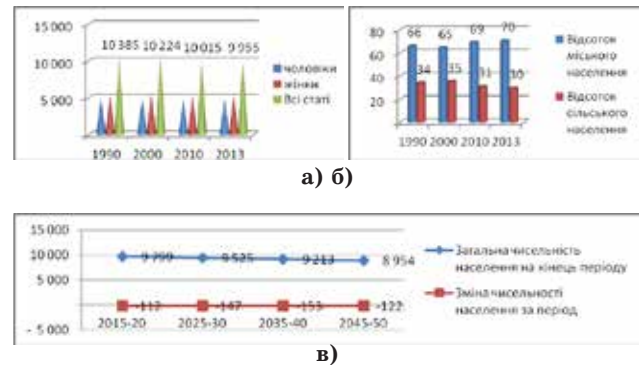 15 000
10 000
5 000
10 385 10 224 10 015 9 955
1990 2000 2010 2013
чоловіки
жінки
Всі статі
80
60
40
20
66 65 69 70
34 35 31 30
1990 2000 2010 2013
Відсоток
міського
населення
Відсоток
сільського
населення
а) б)
15 000
10 000
5 000
- 5 000
9 799 9 525 9 213 8 954
-147 -153 -122
2015-20 2025-30 2035-40 2045-50
Загальна чисельність
населення на кінець періоду
Зміна чисельності
населення за період
в)